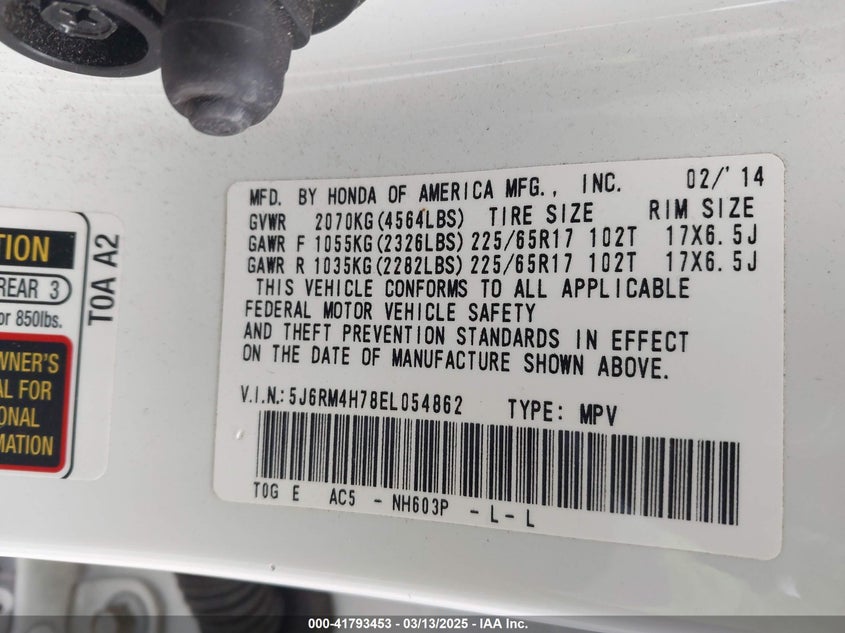 MFD. BY HONDA OF AMERICA MFG., INC. 02/'14
GVWR 2070KG(4564LBS) TIRE SIZE RIM SIZE
GAWR F 1055KG(2326LBS) 225/65R17 102T 17X6.5J
GAWR R 1035KG(2282LBS) 225/65R17 102T 17X6.5J
THIS VEHICLE CONFORMS TO ALL APPLICABLE
FEDERAL MOTOR VEHICLE SAFETY
AND THEFT PREVENTION STANDARDS IN EFFECT
ON THE DATE OF MANUFACTURE SHOWN ABOVE.
V.I.N.: 5J6RM4H78EL054862 TYPE: MPV
T0G E AC5 - NH603P - L - L
TION
REAR 3
or 850lbs.
WNER'S
AL FOR
ONAL
MATION
T0A A2
000-41793453 - 03/13/2025 - IAA Inc.